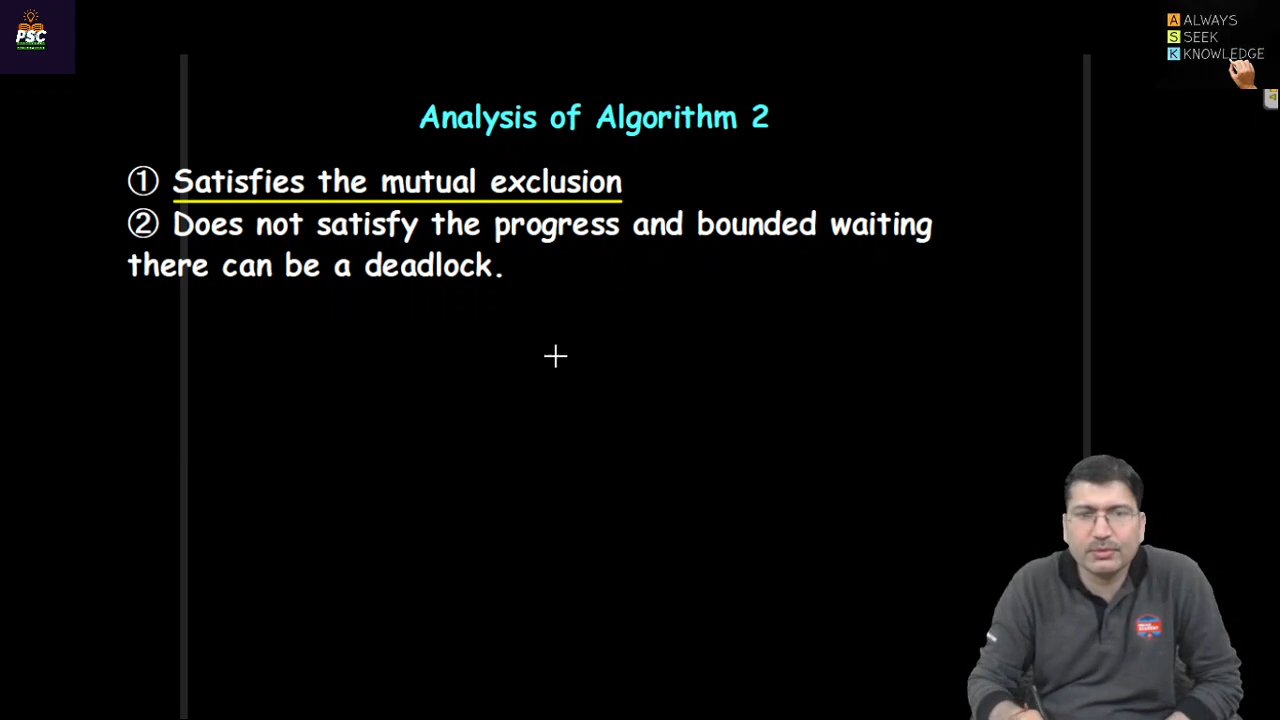 PSC
A ALWAYS
S SEEK
K KNOWLEDGE
Analysis of Algorithm 2
① Satisfies the mutual exclusion
② Does not satisfy the progress and bounded waiting
there can be a deadlock.